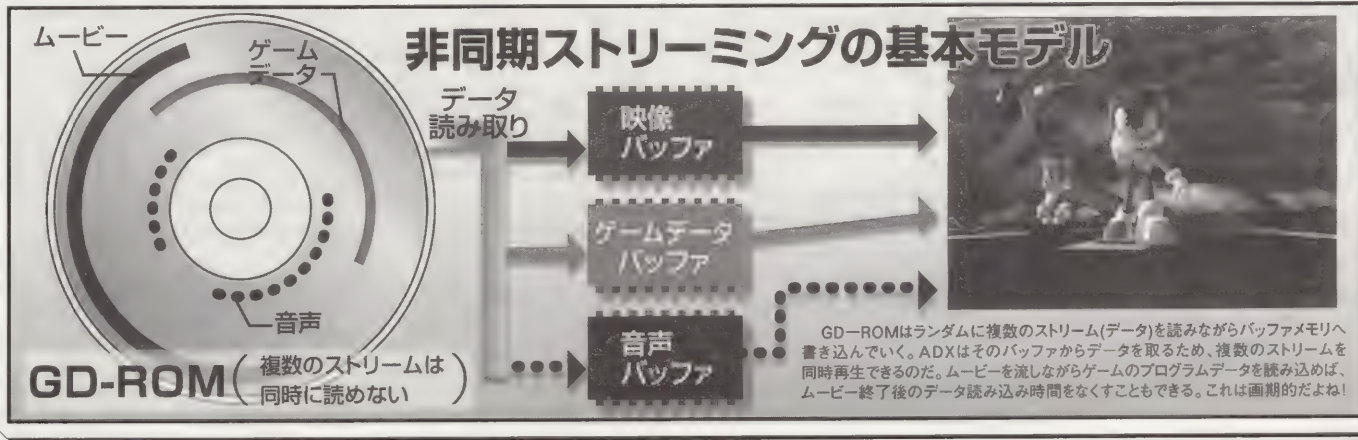 非同期ストリーミングの基本モデル
ムービー
ゲーム
データ
音声
GD-ROM(複数のストリームは
同時に読めない)
データ
読み取り
映像
バッファ
ゲームデータ
バッファ
音声
バッファ
GD-ROMはランダムに複数のストリーム(データ)を読みながらバッファメモリへ
書き込んでいく。ADXはそのバッファからデータを取るため、複数のストリームを
同時再生できるのだ。ムービーを流しながらゲームのプログラムデータを読み込めば、
ムービー終了後のデータ読み込み時間をなくすこともできる。これは画期的だよね!